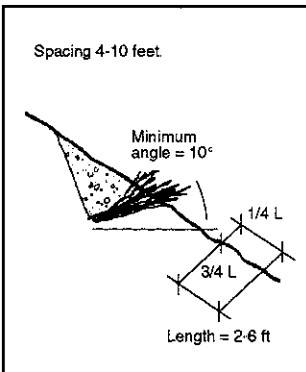 Spacing 4-10 feet.
Minimum
angle = 10°
1/4 L
3/4 L
Length = 2-6 ft